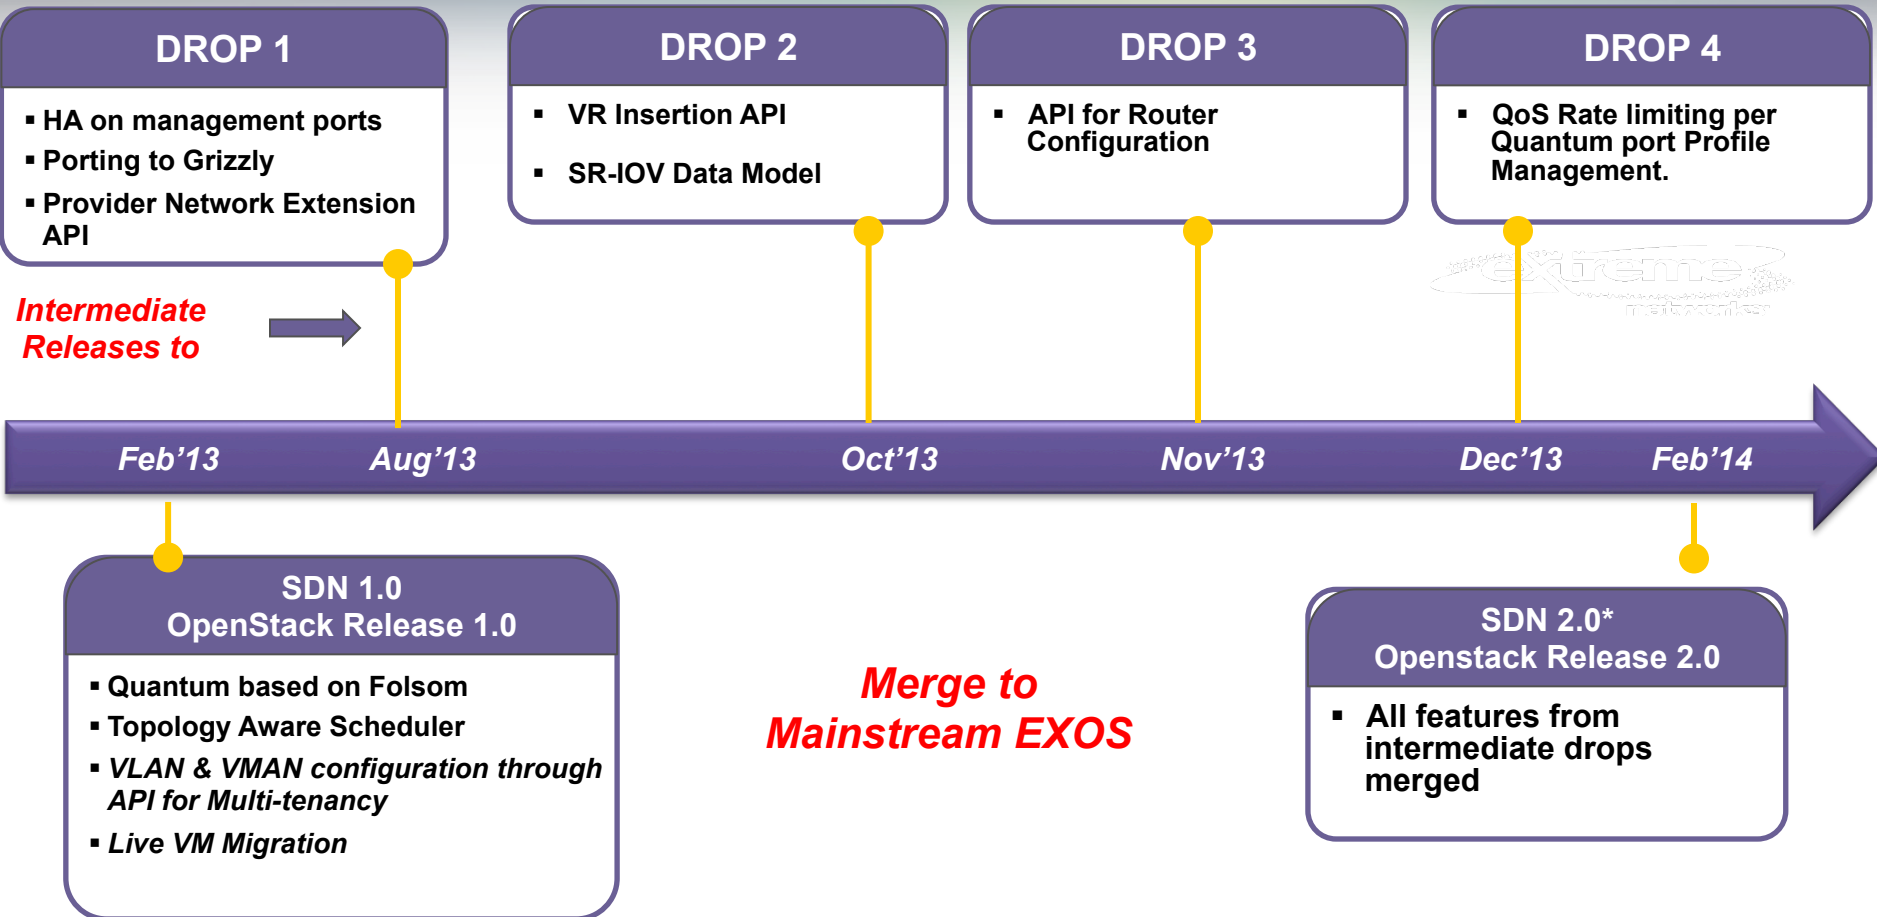 DROP 1
▪ HA on management ports
▪ Porting to Grizzly
▪ Provider Network Extension
API
DROP 2
▪ VR Insertion API
▪ SR-IOV Data Model
DROP 3
▪ API for Router
Configuration
DROP 4
▪ QoS Rate limiting per
Quantum port Profile
Management.
extreme
networks
Intermediate
Releases to
Feb’13
Aug’13
Oct’13
Nov’13
Dec’13
Feb’14
SDN 1.0
OpenStack Release 1.0
▪ Quantum based on Folsom
▪ Topology Aware Scheduler
▪ VLAN & VMAN configuration through
API for Multi-tenancy
▪ Live VM Migration
Merge to
Mainstream EXOS
SDN 2.0*
Openstack Release 2.0
▪ All features from
intermediate drops
merged